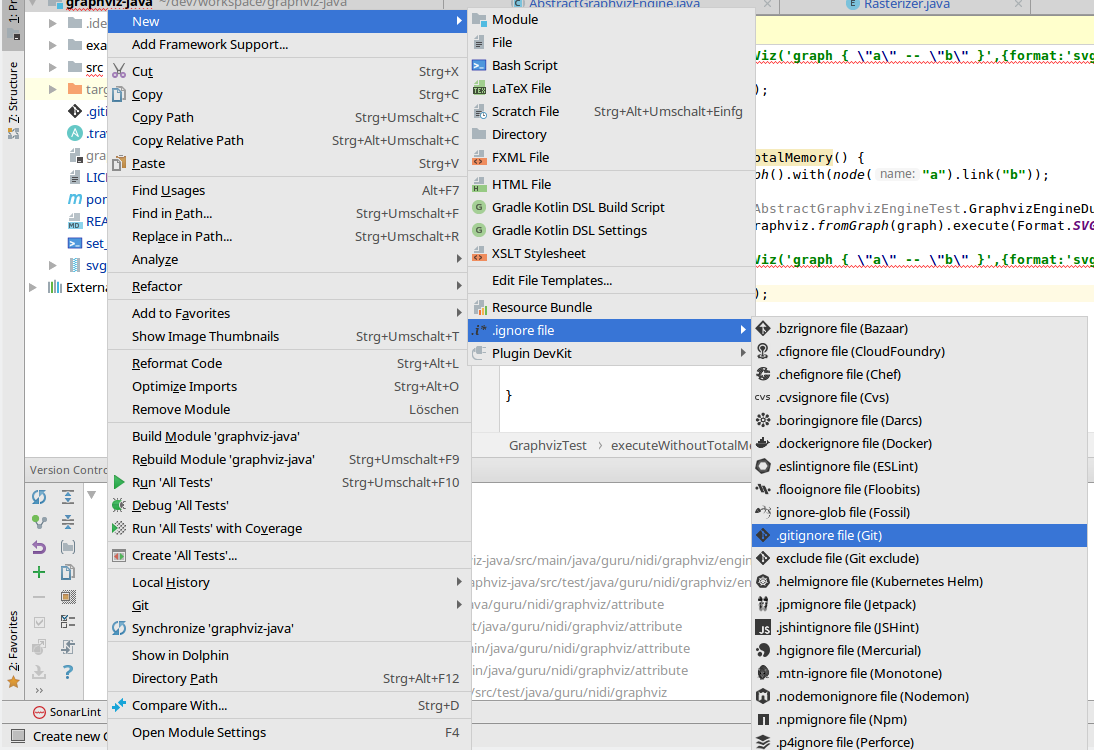 graphviz-java ~/dev/workspace/graphviz-java
AbstractGraphvizEngine.java
Rasterizer.java
1: Pr
7: Structure
2: Favorites
.ide
exa
src
targ
.giti
.tra
gra
LIC
pom
REA
set_
svg
Externa
Version Contro
SonarLint
Create new G
New
Add Framework Support...
Cut Strg+X
Copy Strg+C
Copy Path Strg+Umschalt+C
Copy Relative Path Strg+Alt+Umschalt+C
Paste Strg+V
Find Usages Alt+F7
Find in Path... Strg+Umschalt+F
Replace in Path... Strg+Umschalt+R
Analyze
Refactor
Add to Favorites
Show Image Thumbnails Strg+Umschalt+T
Reformat Code Strg+Alt+L
Optimize Imports Strg+Alt+O
Remove Module Löschen
Build Module 'graphviz-java'
Rebuild Module 'graphviz-java' Strg+Umschalt+F9
Run 'All Tests' Strg+Umschalt+F10
Debug 'All Tests'
Run 'All Tests' with Coverage
Create 'All Tests'...
Local History
Git
Synchronize 'graphviz-java'
Show in Dolphin
Directory Path Strg+Alt+F12
Compare With... Strg+D
Open Module Settings F4
Module
File
Bash Script
LaTeX File
Scratch File Strg+Alt+Umschalt+Einfg
Directory
FXML File
HTML File
Gradle Kotlin DSL Build Script
Gradle Kotlin DSL Settings
XSLT Stylesheet
Edit File Templates...
Resource Bundle
.i* .ignore file
Plugin DevKit
Viz('graph { \"a\" -- \"b\" }',{format:'svg
);
otalMemory() {
ph().with(node( name: "a").link("b"));
AbstractGraphvizEngineTest.GraphvizEngineDu
raphviz.fromGraph(graph).execute(Format.SVG
Viz('graph { \"a\" -- \"b\" }',{format:'svg
);
}
GraphvizTest › executeWithoutTotalMe
iz-java/src/main/java/guru/nidi/graphviz/engin
aphviz-java/src/test/java/guru/nidi/graphviz/en
ava/guru/nidi/graphviz/attribute
t/java/guru/nidi/graphviz/attribute
in/java/guru/nidi/graphviz/attribute
in/java/guru/nidi/graphviz/attribute
/src/test/java/guru/nidi/graphviz
.bzrignore file (Bazaar)
.cfignore file (CloudFoundry)
.chefignore file (Chef)
cvs .cvsignore file (Cvs)
.boringignore file (Darcs)
.dockerignore file (Docker)
.eslintignore file (ESLint)
.flooignore file (Floobits)
ignore-glob file (Fossil)
.gitignore file (Git)
exclude file (Git exclude)
.helmignore file (Kubernetes Helm)
.jpmignore file (Jetpack)
JS .jshintignore file (JSHint)
.hgignore file (Mercurial)
.mtn-ignore file (Monotone)
.nodemonignore file (Nodemon)
.npmignore file (Npm)
.p4ignore file (Perforce)